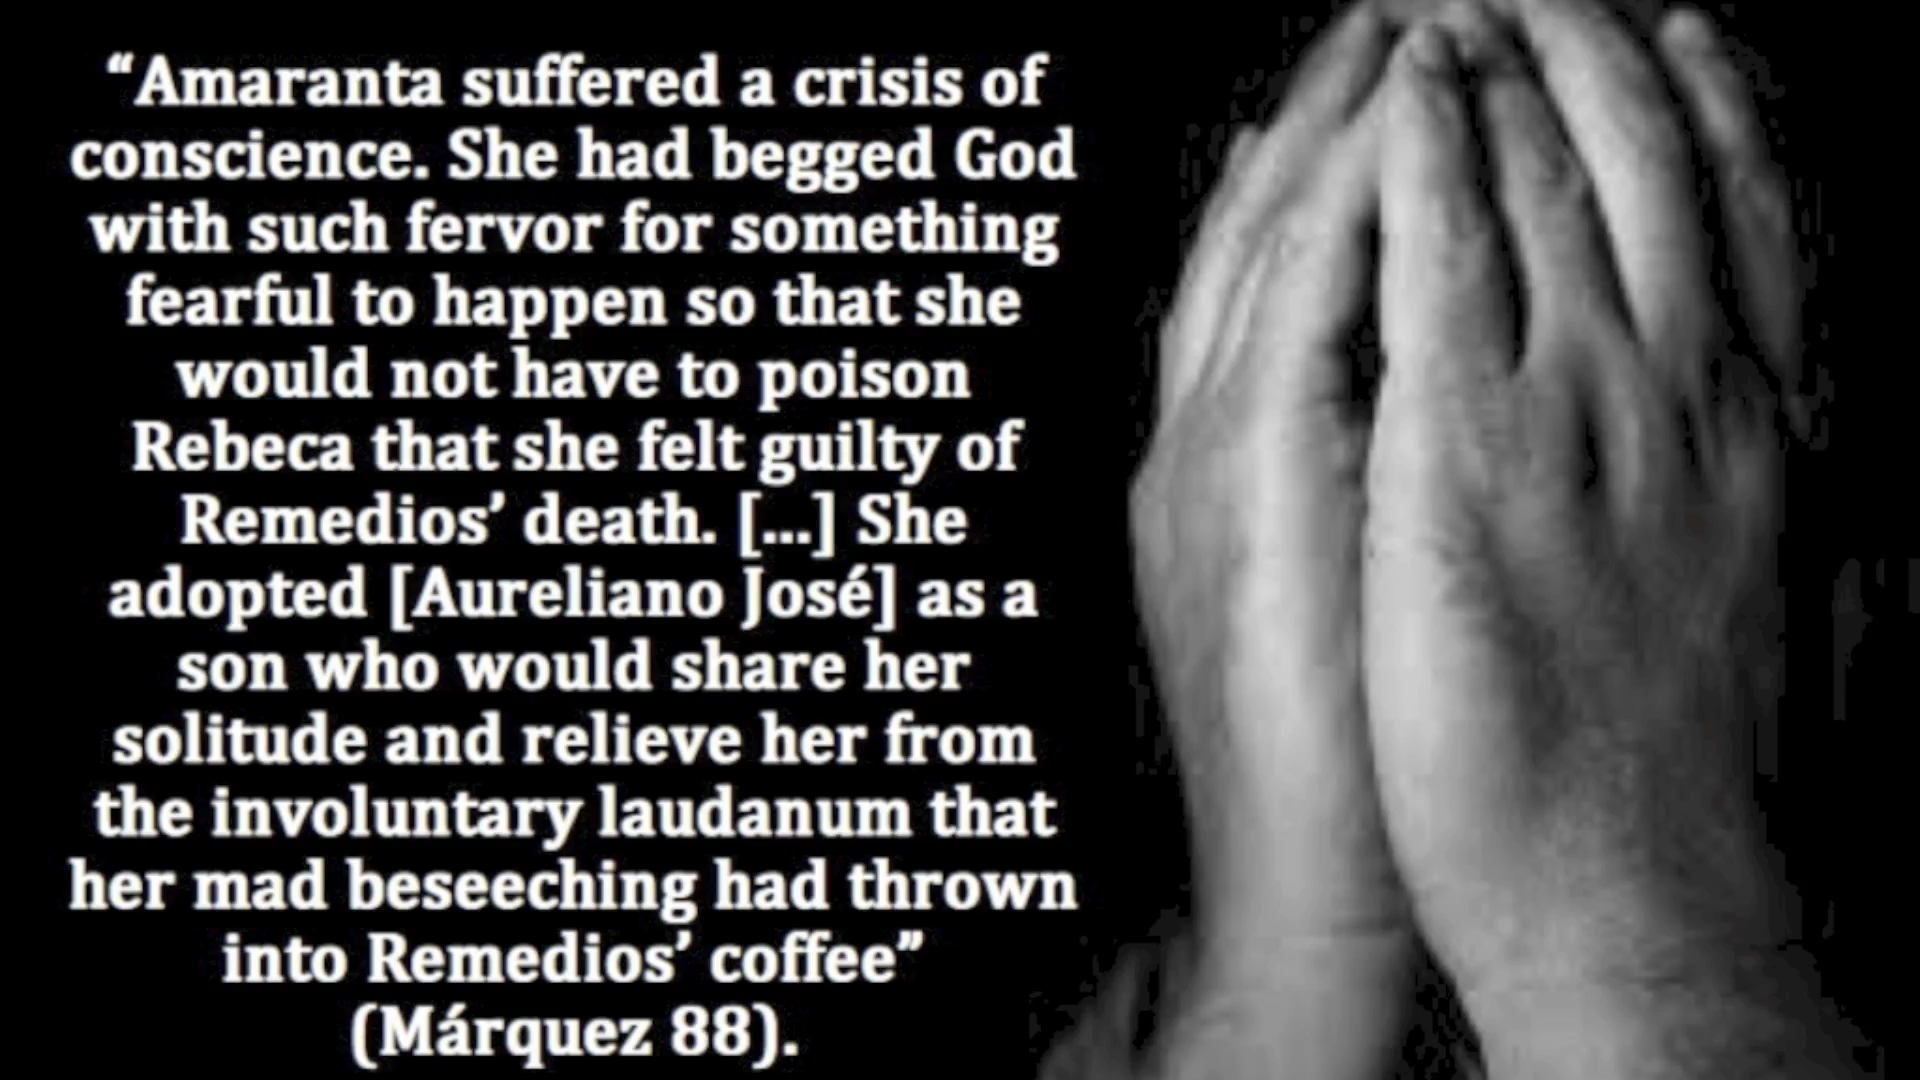 “Amaranta suffered a crisis of
conscience. She had begged God
with such fervor for something
fearful to happen so that she
would not have to poison
Rebeca that she felt guilty of
Remedios’ death. [...] She
adopted [Aureliano José] as a
son who would share her
solitude and relieve her from
the involuntary laudanum that
her mad beseeching had thrown
into Remedios’ coffee”
(Márquez 88).